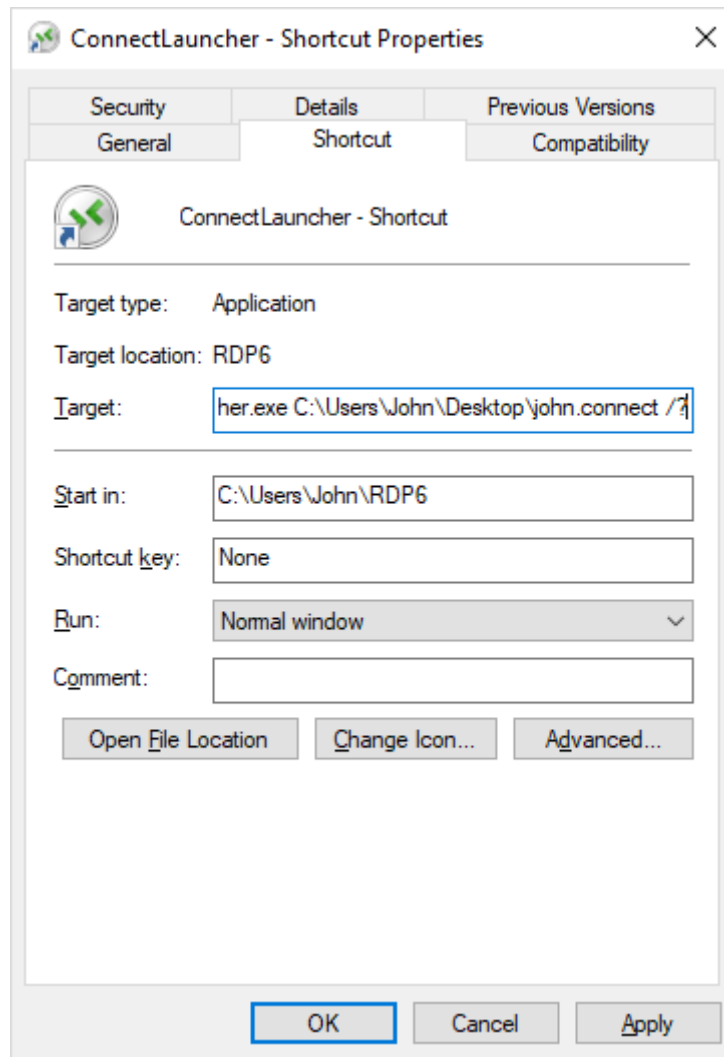 ConnectLauncher - Shortcut Properties
Security Details Previous Versions
General Shortcut Compatibility
ConnectLauncher - Shortcut
Target type: Application
Target location: RDP6
Target: her.exe C:\Users\John\Desktop\john.connect /?
Start in: C:\Users\John\RDP6
Shortcut key: None
Run: Normal window
Comment:
Open File Location Change Icon... Advanced...
OK Cancel Apply